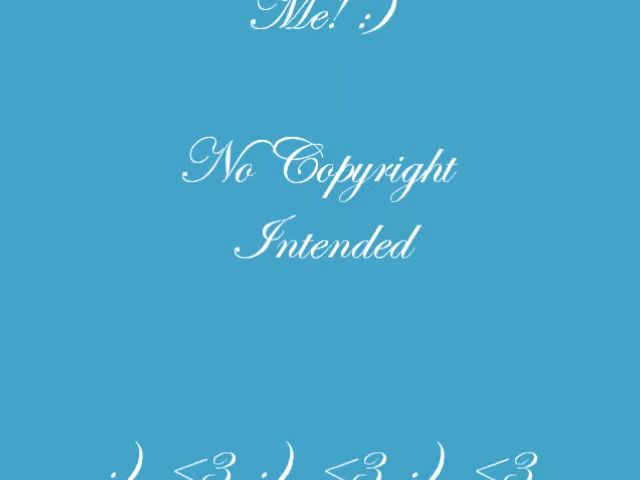 Me! :)
No Copyright
Intended
:) <3 :) <3 :) <3